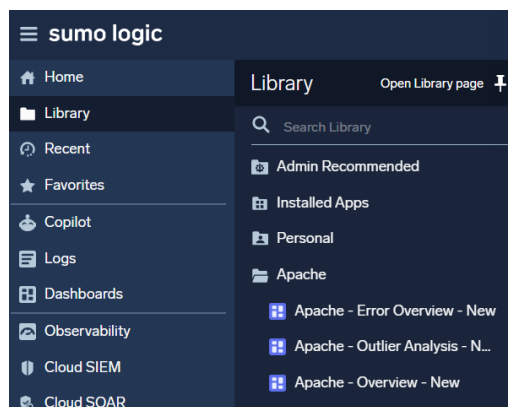 sumo logic
Home
Library
Recent
Favorites
Copilot
Logs
Dashboards
Observability
Cloud SIEM
Cloud SOAR
Library
Open Library page
Search Library
Admin Recommended
Installed Apps
Personal
Apache
Apache - Error Overview - New
Apache - Outlier Analysis - N...
Apache - Overview - New